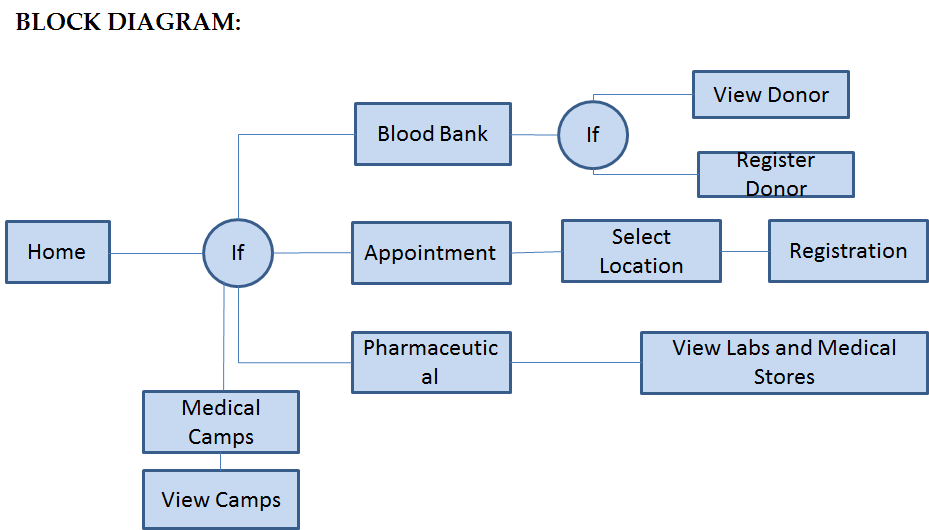 BLOCK DIAGRAM:
View Donor
Blood Bank
If
Register
Donor
Home
If
Appointment
Select
Location
Registration
Pharmaceutic
al
View Labs and Medical
Stores
Medical
Camps
View Camps